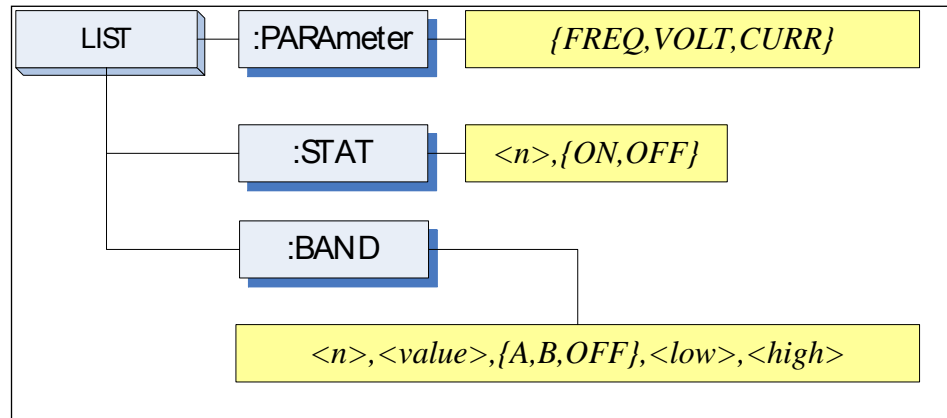 LIST :PARAmeter {FREQ,VOLT,CURR}
:STAT <n>,{ON,OFF}
:BAND
<n>,<value>,{A,B,OFF},<low>,<high>